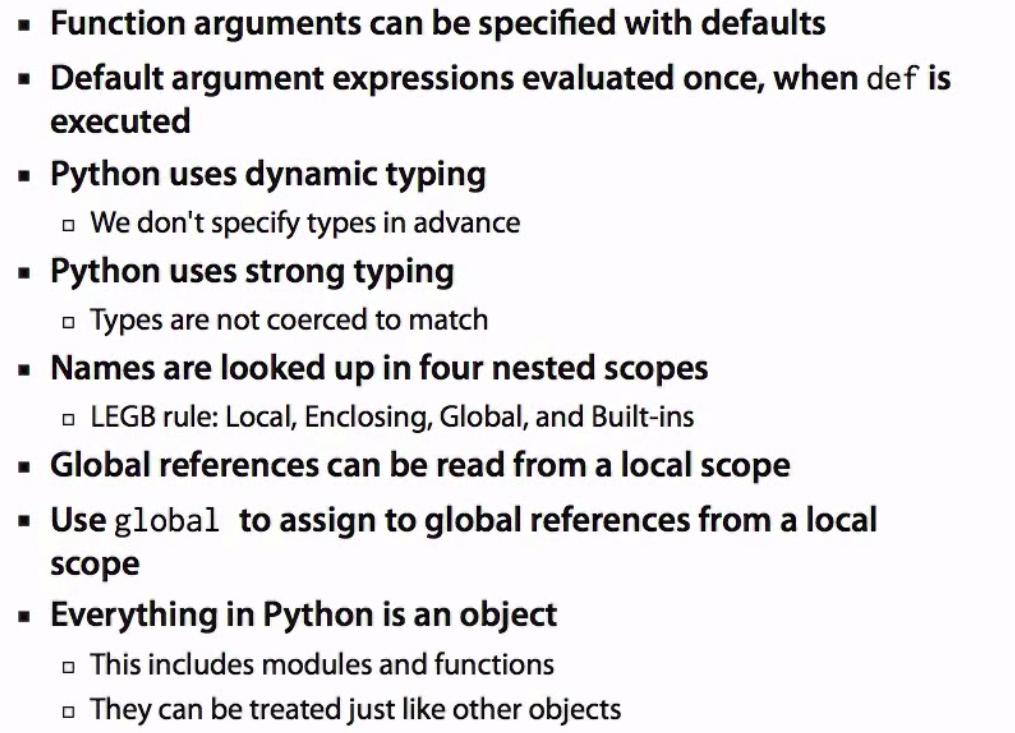 ▪ Function arguments can be specified with defaults
▪ Default argument expressions evaluated once, when def is
executed
▪ Python uses dynamic typing
▫ We don't specify types in advance
▪ Python uses strong typing
▫ Types are not coerced to match
▪ Names are looked up in four nested scopes
▫ LEGB rule: Local, Enclosing, Global, and Built-ins
▪ Global references can be read from a local scope
▪ Use global to assign to global references from a local
scope
▪ Everything in Python is an object
▫ This includes modules and functions
▫ They can be treated just like other objects